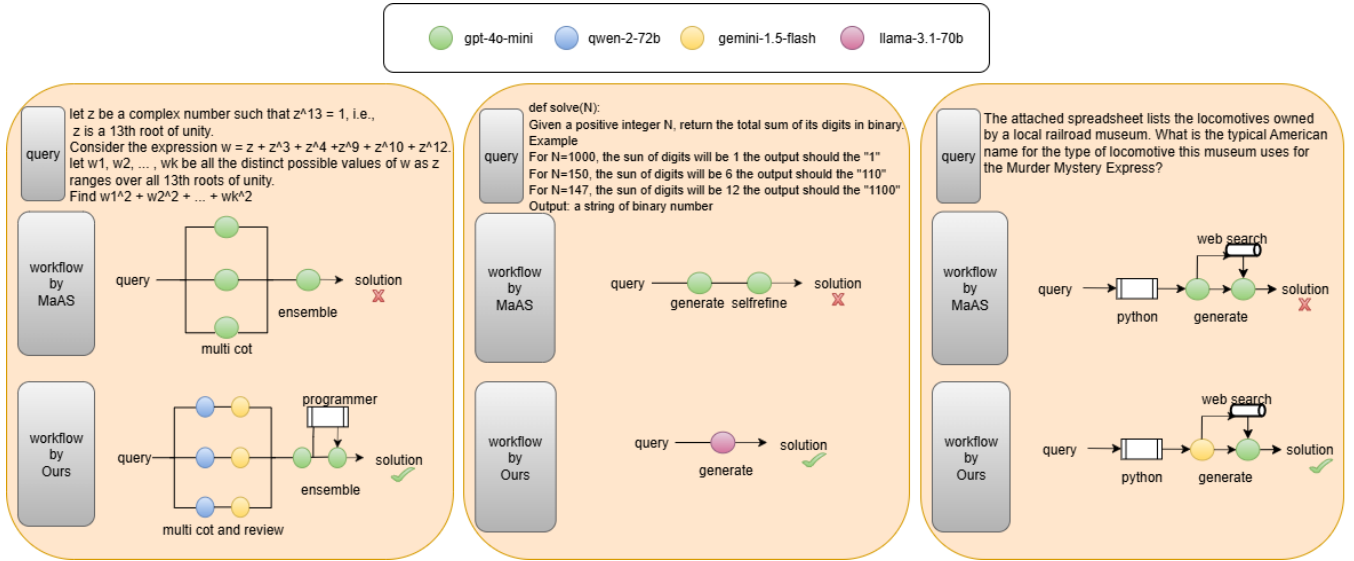 gpt-4o-mini
qwen-2-72b
gemini-1.5-flash
llama-3.1-70b
query
let z be a complex number such that z^13 = 1, i.e.,
z is a 13th root of unity.
Consider the expression w = z + z^3 + z^4 +z^9 + z^10 + z^12.
let w1, w2, ... , wk be all the distinct possible values of w as z
ranges over all 13th roots of unity.
Find w1^2 + w2^2 + ... + wk^2
workflow
by
MaAS
query
multi cot
ensemble
solution
workflow
by
Ours
query
multi cot and review
programmer
ensemble
solution
query
def solve(N):
Given a positive integer N, return the total sum of its digits in binary.
Example
For N=1000, the sun of digits will be 1 the output should the "1"
For N=150, the sun of digits will be 6 the output should the "110"
For N=147, the sun of digits will be 12 the output should the "1100"
Output: a string of binary number
workflow
by
MaAS
query
generate
selfrefine
solution
workflow
by
Ours
query
generate
solution
query
The attached spreadsheet lists the locomotives owned
by a local railroad museum. What is the typical American
name for the type of locomotive this museum uses for
the Murder Mystery Express?
workflow
by
MaAS
query
python
web search
generate
solution
workflow
by
Ours
query
python
web search
generate
solution